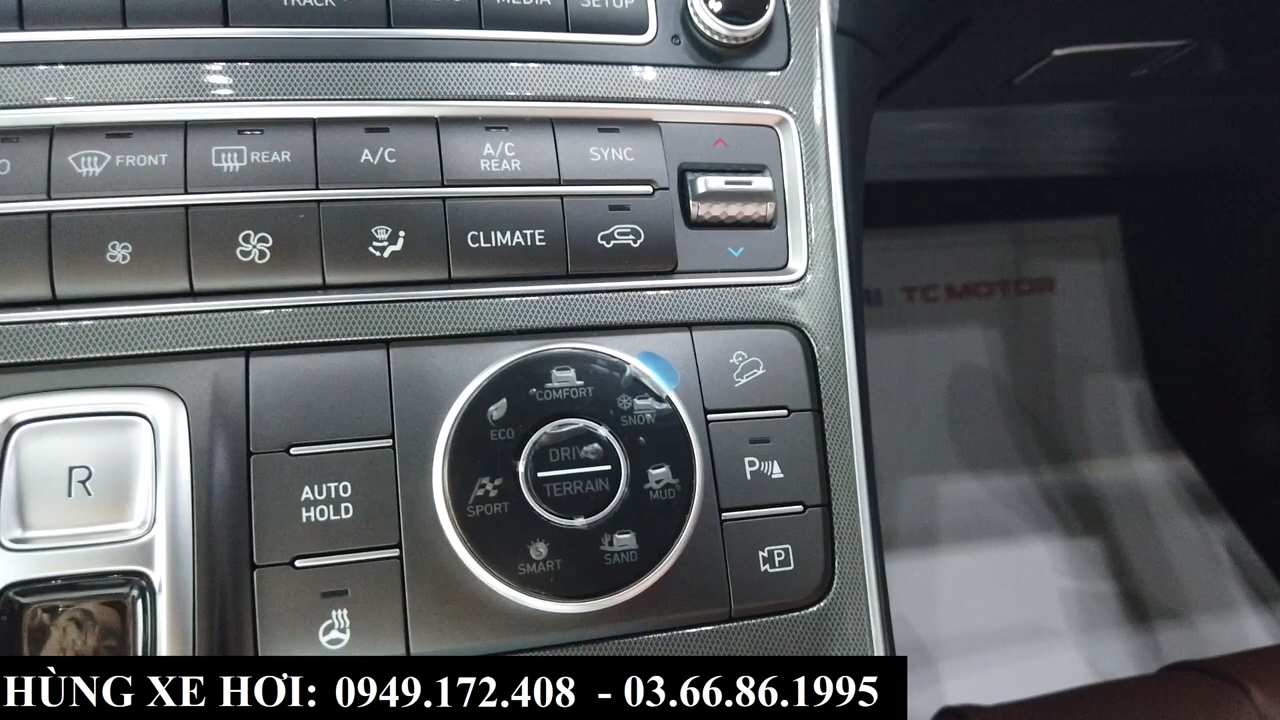 TRACK
MEDIA
SETUP
FRONT
REAR
A/C
A/C
REAR
SYNC
CLIMATE
TC MOTOR
COMFORT
ECO
SNOW
DRIVE
TERRAIN
SPORT
MUD
SMART
SAND
R
AUTO
HOLD
P
P
HÙNG XE HƠI: 0949.172.408 - 03.66.86.1995